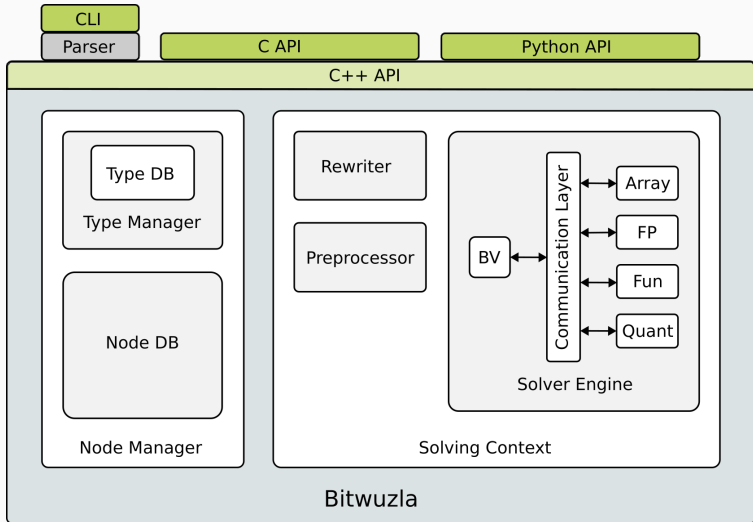 CLI
Parser
C API
Python API
C++ API
Type DB
Type Manager
Node DB
Node Manager
Rewriter
Preprocessor
BV
Communication Layer
Array
FP
Fun
Quant
Solver Engine
Solving Context
Bitwuzla